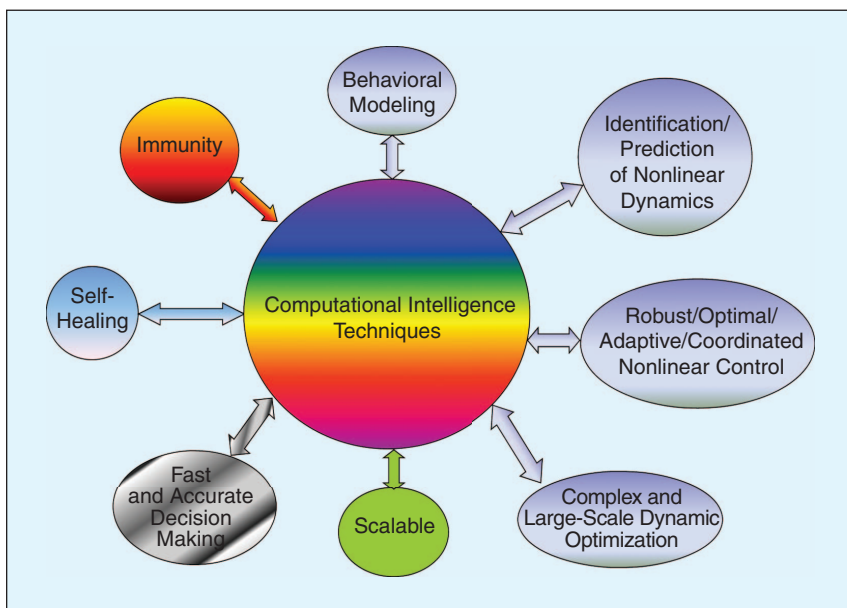 Behavioral
Modeling
Identification/
Prediction
of Nonlinear
Dynamics
Immunity
Self-
Healing
Computational Intelligence
Techniques
Robust/Optimal/
Adaptive/Coordinated
Nonlinear Control
Fast
and Accurate
Decision
Making
Scalable
Complex and
Large-Scale Dynamic
Optimization